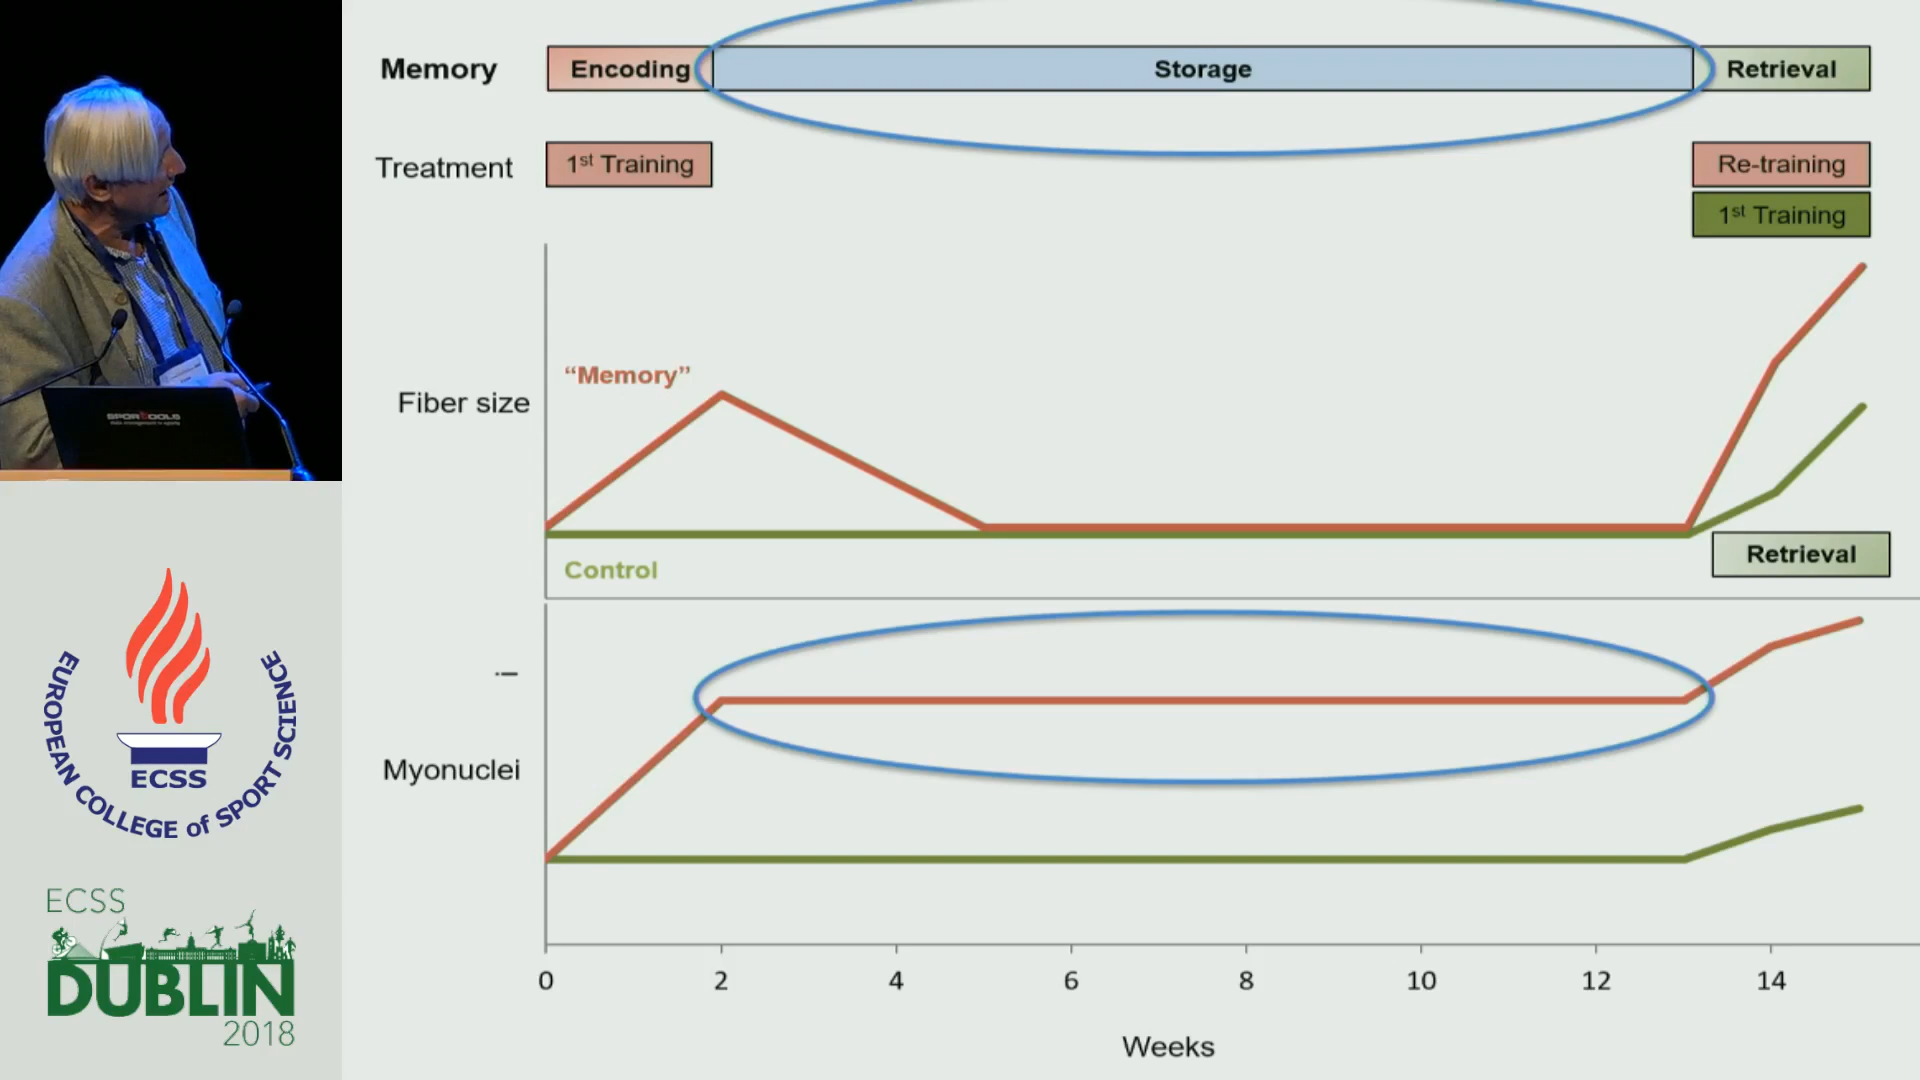 Memory
Encoding
Storage
Retrieval
Treatment
1st Training
Re-training
1st Training
"Memory"
Fiber size
Control
Retrieval
Myonuclei
0 2 4 6 8 10 12 14
Weeks
EUROPEAN COLLEGE of SPORT SCIENCE
ECSS
ECSS
DUBLIN
2018